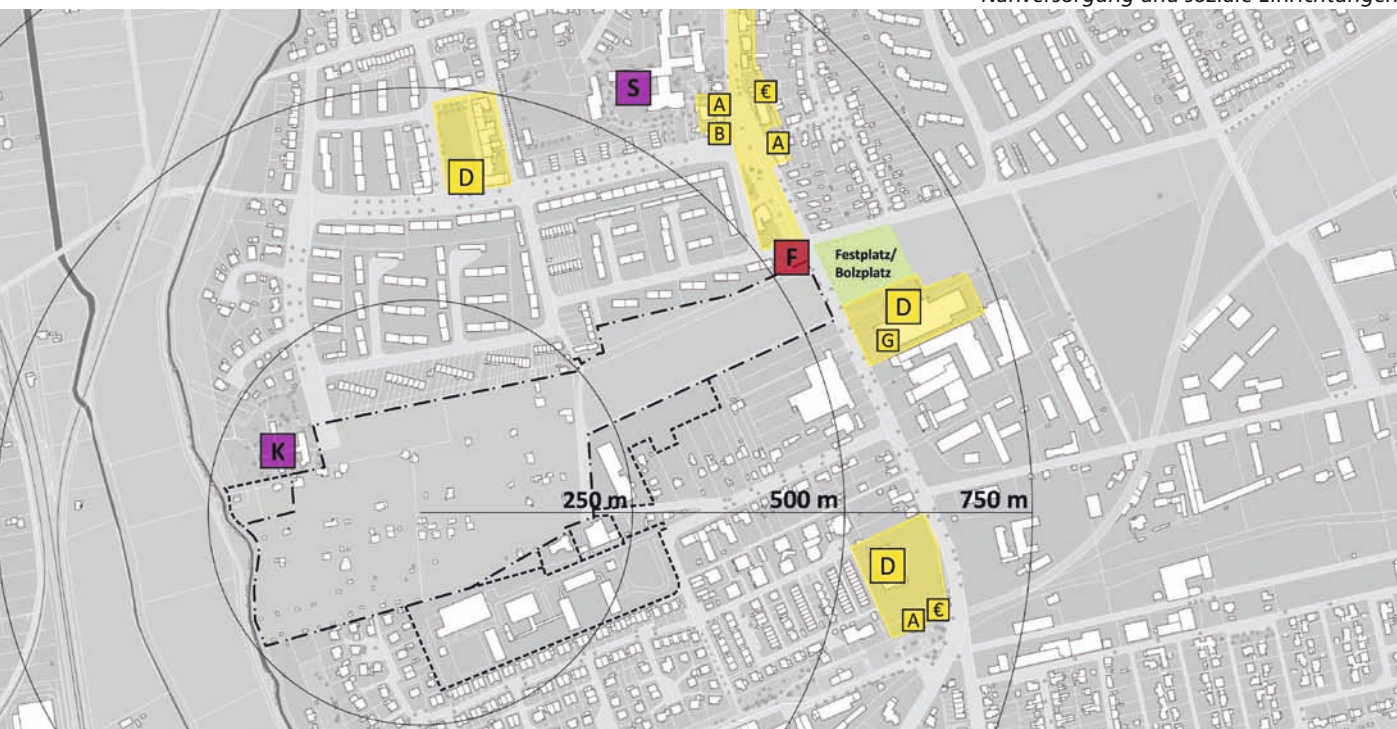 Nahversorgung und soziale Einrichtungen
S
A
€
B
A
D
F
Festplatz/
Bolzplatz
D
G
K
250 m
500 m
750 m
D
A
€